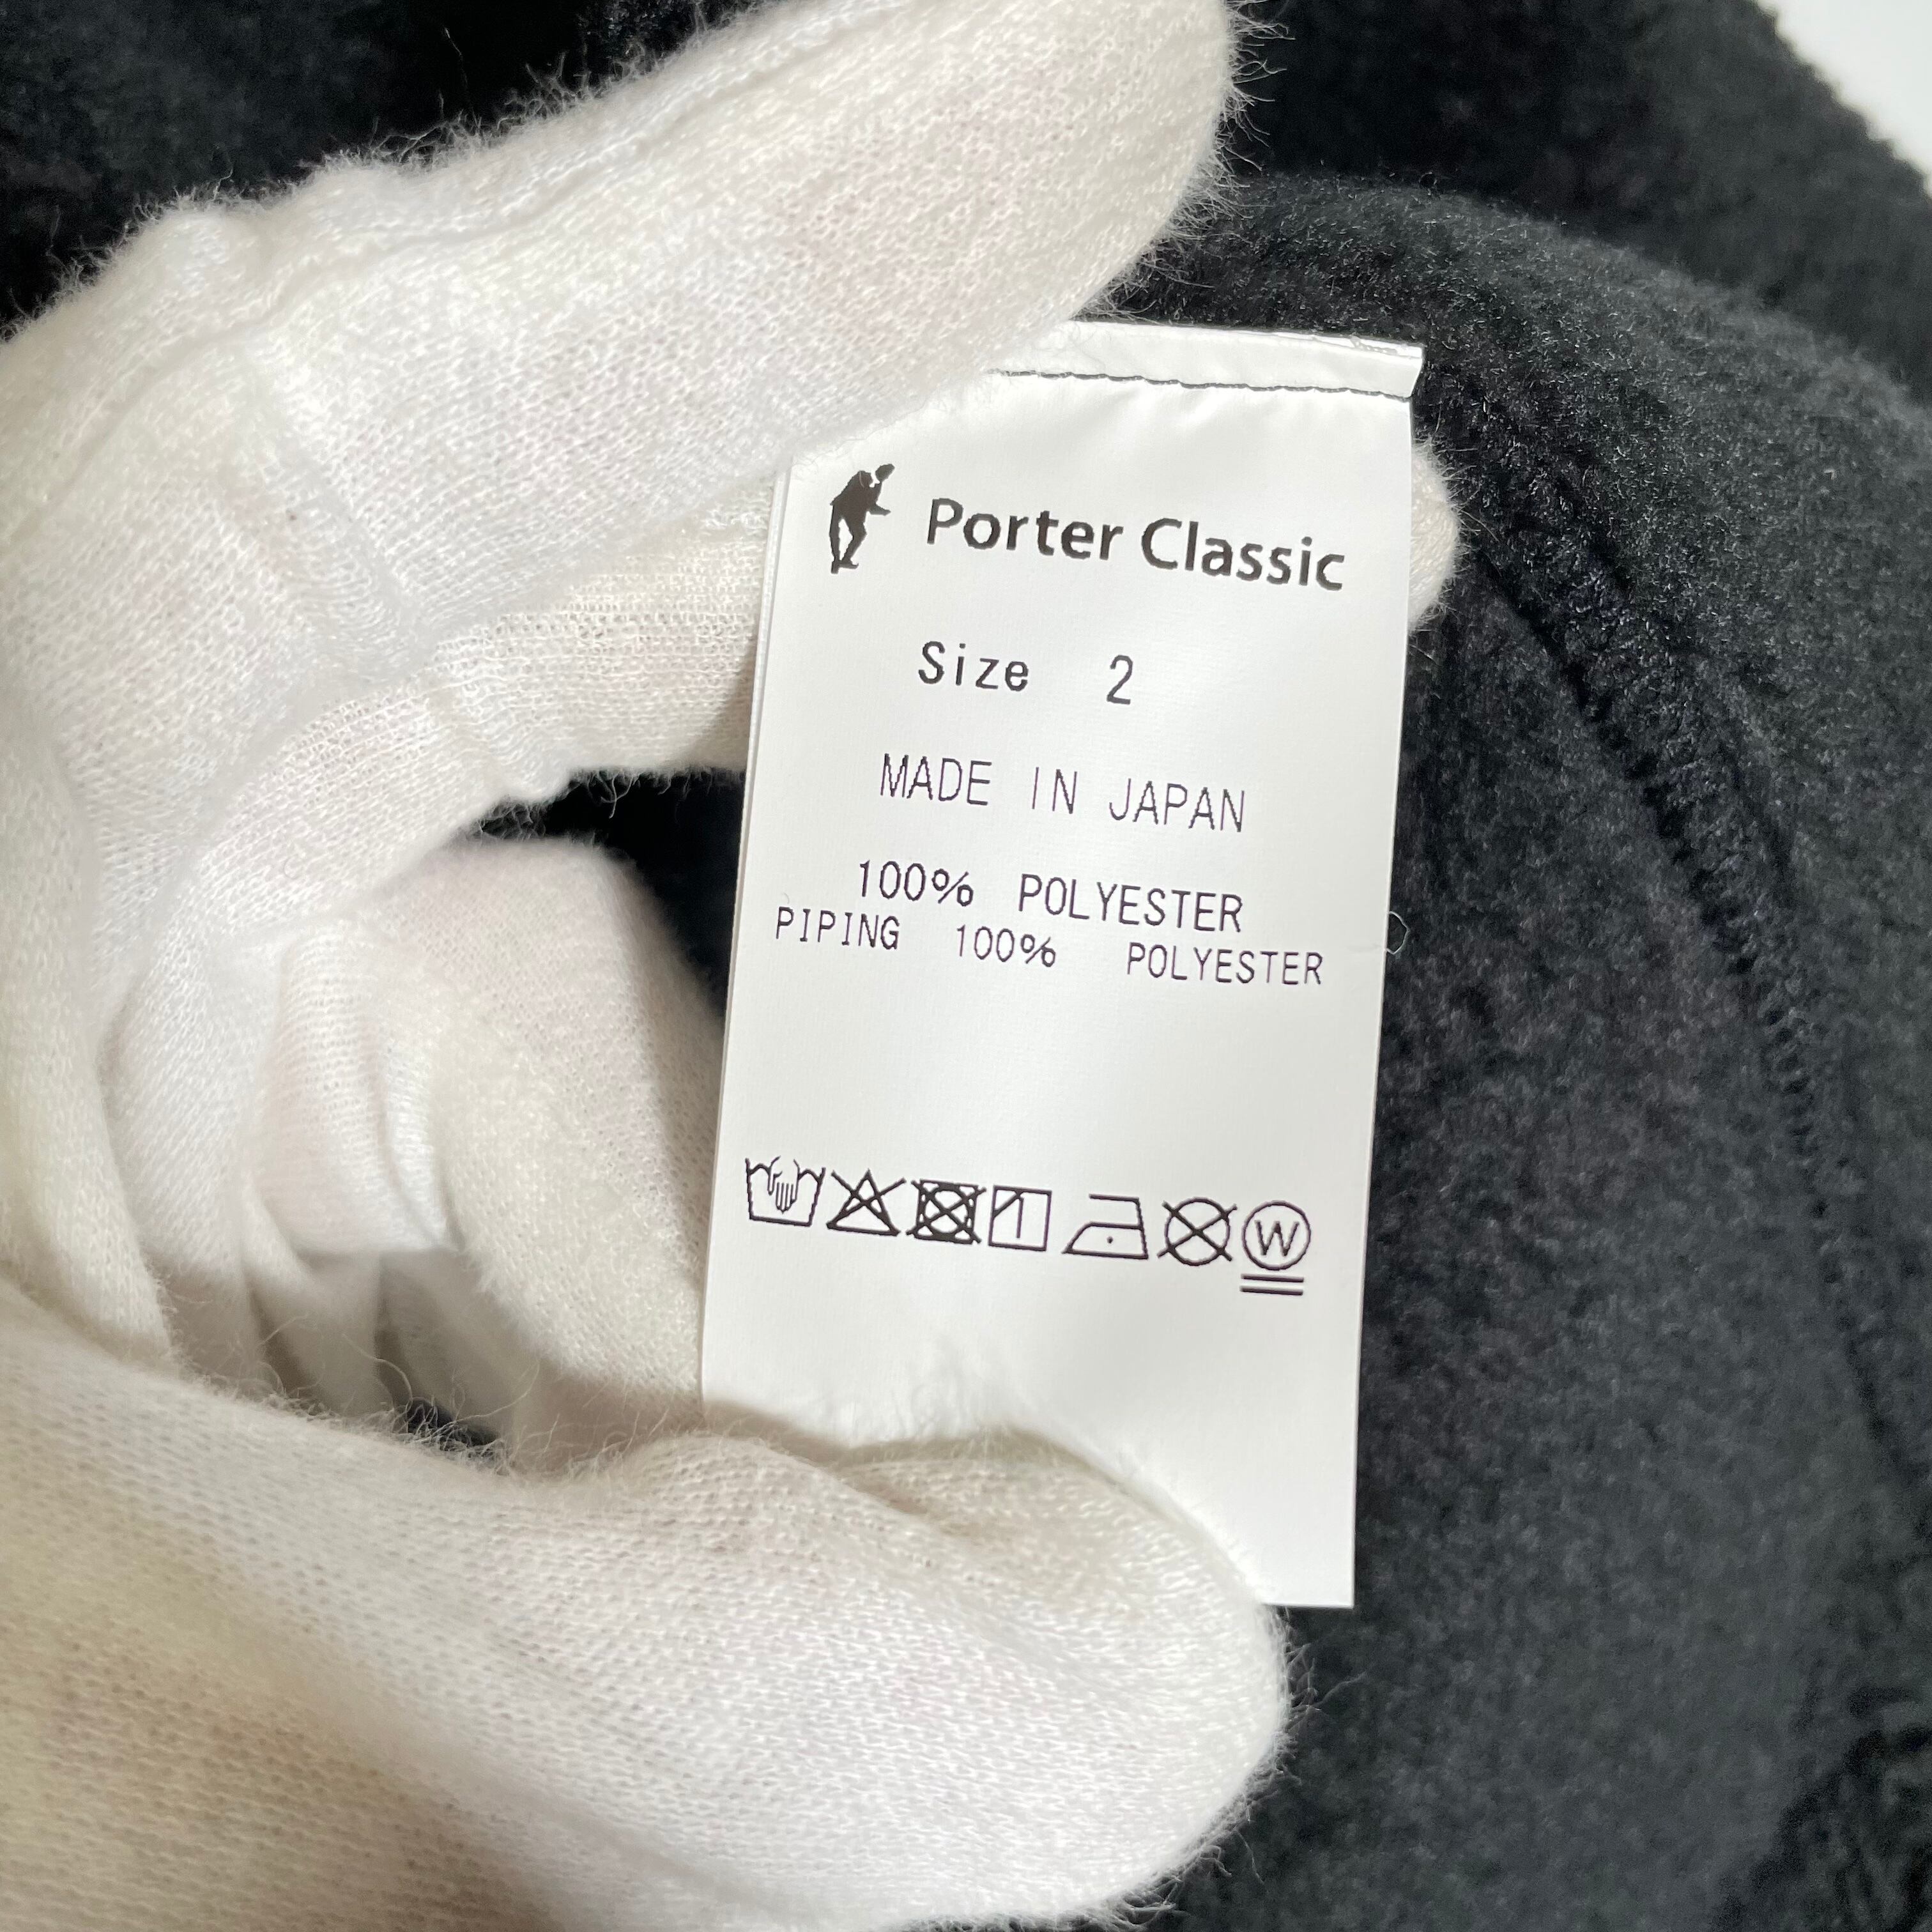 Porter Classic
Size 2
MADE IN JAPAN
100% POLYESTER
PIPING 100% POLYESTER
W